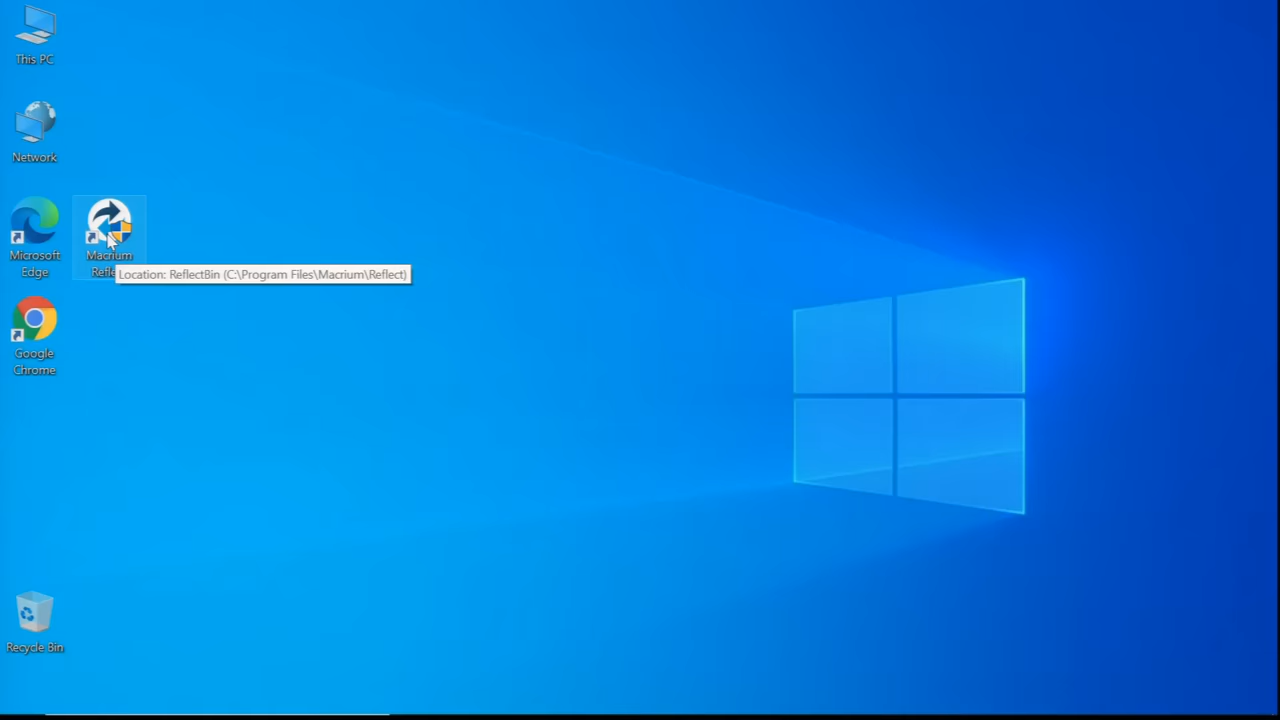 This PC
Network
Microsoft
Edge
Macrium
Location: ReflectBin (C:\Program Files\Macrium\Reflect)
Google
Chrome
Recycle Bin